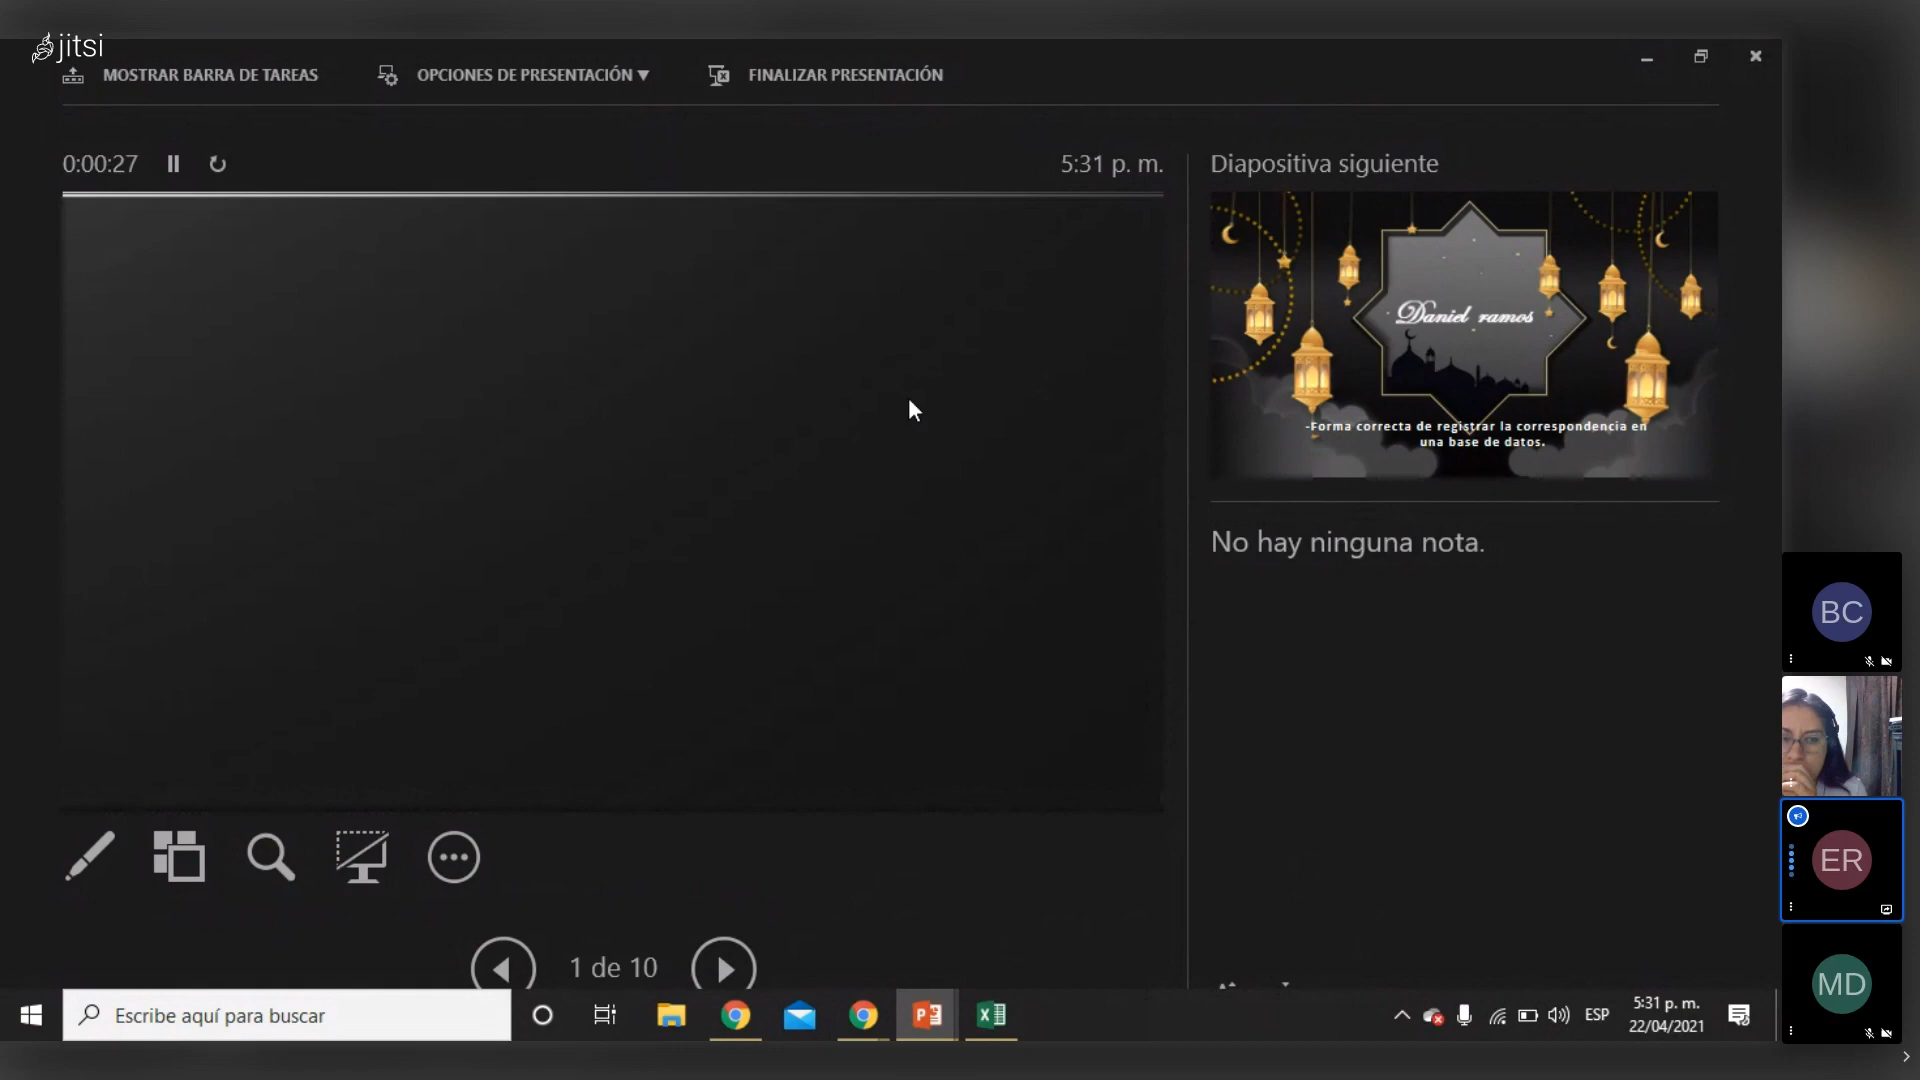 jitsi
MOSTRAR BARRA DE TAREAS
OPCIONES DE PRESENTACIÓN ▼
FINALIZAR PRESENTACIÓN
0:00:27
5:31 p. m.
Diapositiva siguiente
Daniel ramos
-Forma correcta de registrar la correspondencia en
una base de datos.
No hay ninguna nota.
BC
ER
MD
1 de 10
Escribe aquí para buscar
ESP
5:31 p. m.
22/04/2021